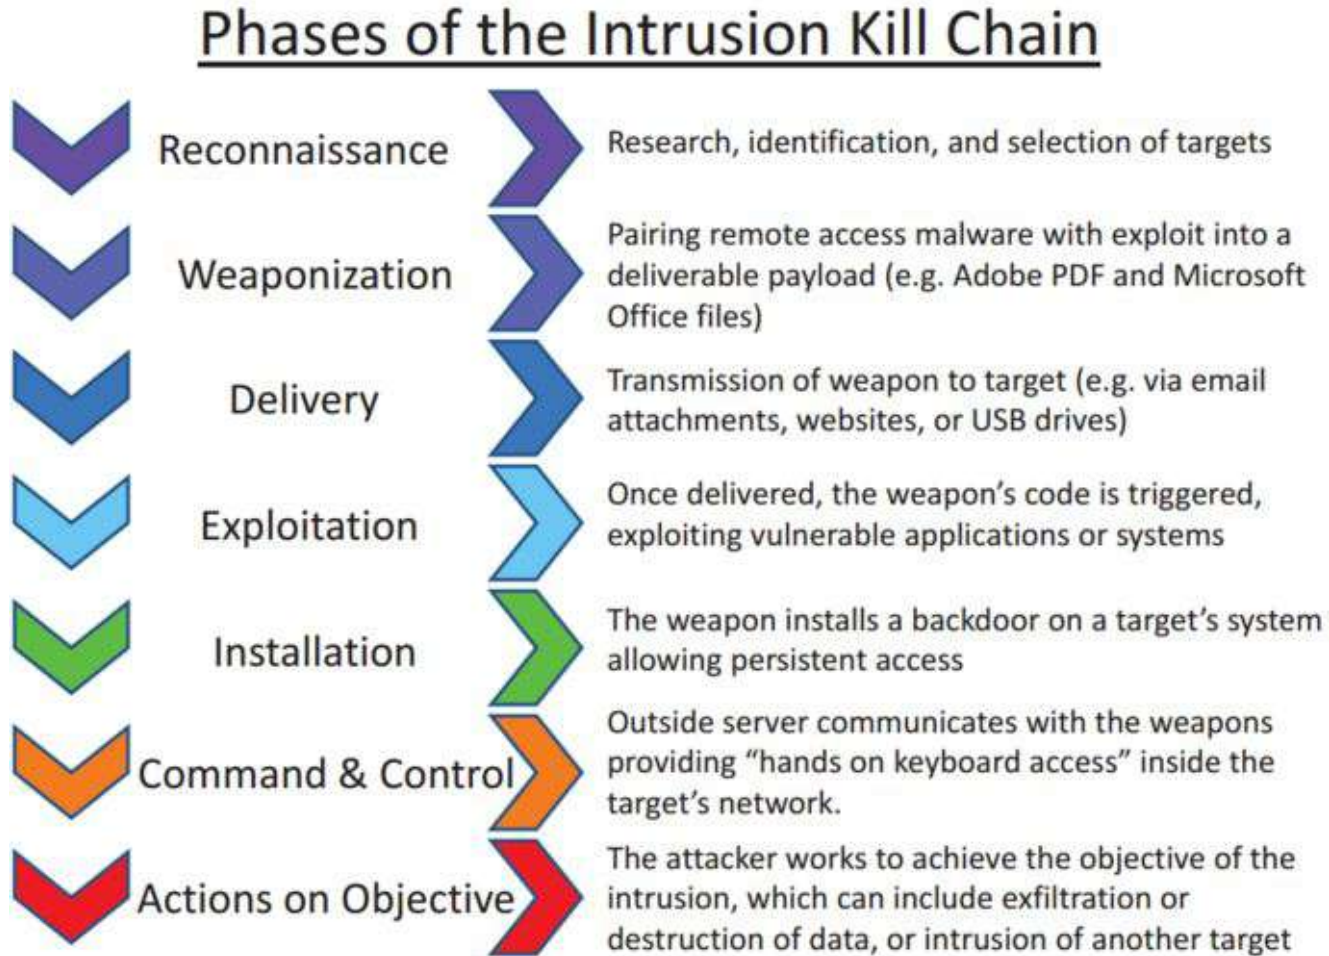 Phases of the Intrusion Kill Chain
Reconnaissance
Research, identification, and selection of targets
Weaponization
Pairing remote access malware with exploit into a
deliverable payload (e.g. Adobe PDF and Microsoft
Office files)
Delivery
Transmission of weapon to target (e.g. via email
attachments, websites, or USB drives)
Exploitation
Once delivered, the weapon’s code is triggered,
exploiting vulnerable applications or systems
Installation
The weapon installs a backdoor on a target’s system
allowing persistent access
Command & Control
Outside server communicates with the weapons
providing “hands on keyboard access” inside the
target’s network.
Actions on Objective
The attacker works to achieve the objective of the
intrusion, which can include exfiltration or
destruction of data, or intrusion of another target